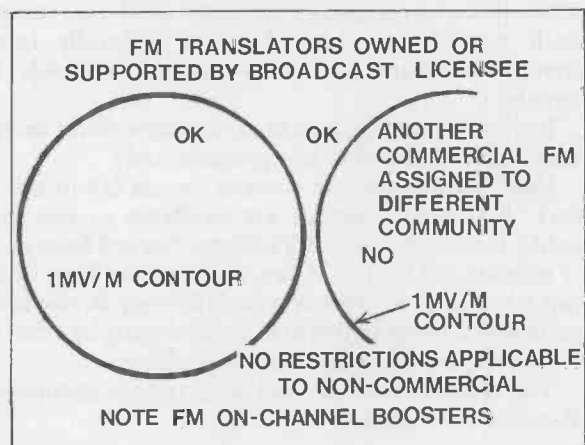 FM TRANSLATORS OWNED OR
SUPPORTED BY BROADCAST LICENSEE
OK
OK
ANOTHER
COMMERCIAL FM
ASSIGNED TO
DIFFERENT
COMMUNITY
NO
1MV/M CONTOUR
1MV/M
CONTOUR
NO RESTRICTIONS APPLICABLE
TO NON-COMMERCIAL
NOTE FM ON-CHANNEL BOOSTERS